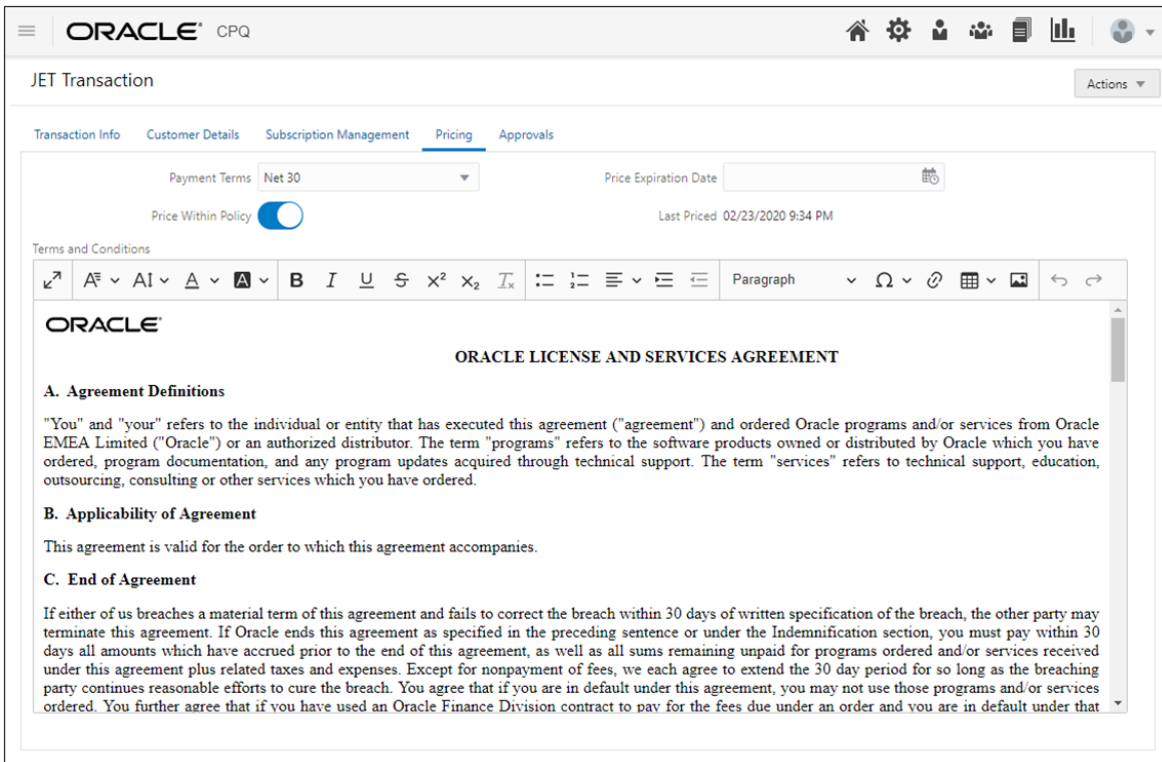 ORACLE CPQ
JET Transaction
Actions
Transaction Info Customer Details Subscription Management Pricing Approvals
Payment Terms Net 30 Price Expiration Date
Price Within Policy Last Priced 02/23/2020 9:34 PM
Terms and Conditions
B I U S X² X₂ Tx Paragraph Ω
ORACLE
ORACLE LICENSE AND SERVICES AGREEMENT
A. Agreement Definitions
"You" and "your" refers to the individual or entity that has executed this agreement ("agreement") and ordered Oracle programs and/or services from Oracle
EMEA Limited ("Oracle") or an authorized distributor. The term "programs" refers to the software products owned or distributed by Oracle which you have
ordered, program documentation, and any program updates acquired through technical support. The term "services" refers to technical support, education,
outsourcing, consulting or other services which you have ordered.
B. Applicability of Agreement
This agreement is valid for the order to which this agreement accompanies.
C. End of Agreement
If either of us breaches a material term of this agreement and fails to correct the breach within 30 days of written specification of the breach, the other party may
terminate this agreement. If Oracle ends this agreement as specified in the preceding sentence or under the Indemnification section, you must pay within 30
days all amounts which have accrued prior to the end of this agreement, as well as all sums remaining unpaid for programs ordered and/or services received
under this agreement plus related taxes and expenses. Except for nonpayment of fees, we each agree to extend the 30 day period for so long as the breaching
party continues reasonable efforts to cure the breach. You agree that if you are in default under this agreement, you may not use those programs and/or services
ordered. You further agree that if you have used an Oracle Finance Division contract to pay for the fees due under an order and you are in default under that